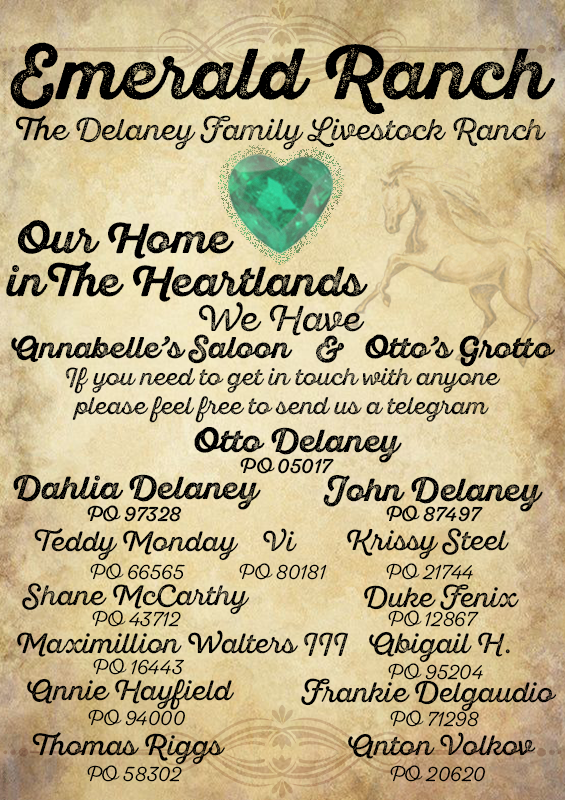 Emerald Ranch
The Delaney Family Livestock Ranch
Our Home
in The Heartlands
We Have
Annabelle's Saloon & Otto's Grotto
If you need to get in touch with anyone
please feel free to send us a telegram
Otto Delaney
PO 05017
Dahlia Delaney John Delaney
PO 97328 PO 87497
Teddy Monday Vi Krissy Steel
PO 66565 PO 80181 PO 21744
Shane McCarthy Duke Fenix
PO 43712 PO 12867
Maximillion Walters III Abigail H.
PO 16443 PO 95204
Annie Hayfield Frankie Delgaudio
PO 94000 PO 71298
Thomas Riggs Anton Volkov
PO 58302 PO 20620